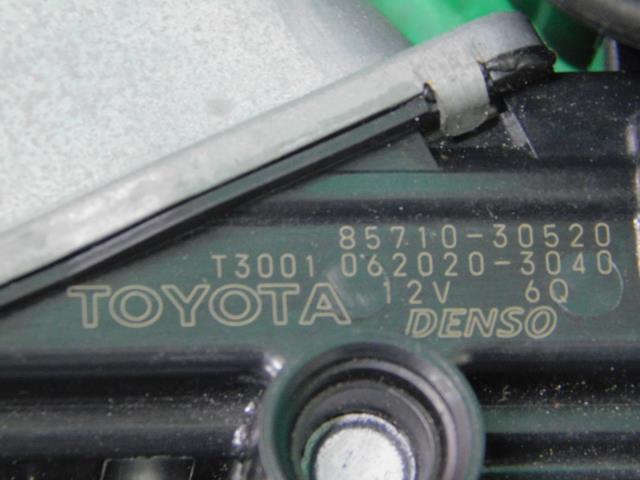 85710-30520
T3001 062020-3040
TOYOTA 12V 6Q
DENSO